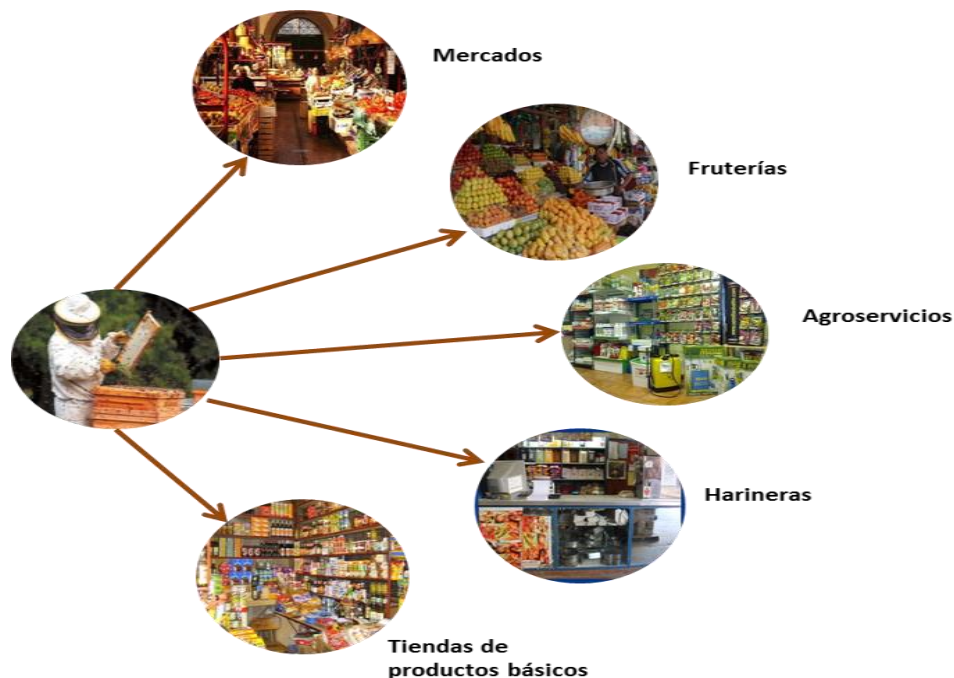 Mercados
Fruterías
Agroservicios
Harineras
Tiendas de
productos básicos